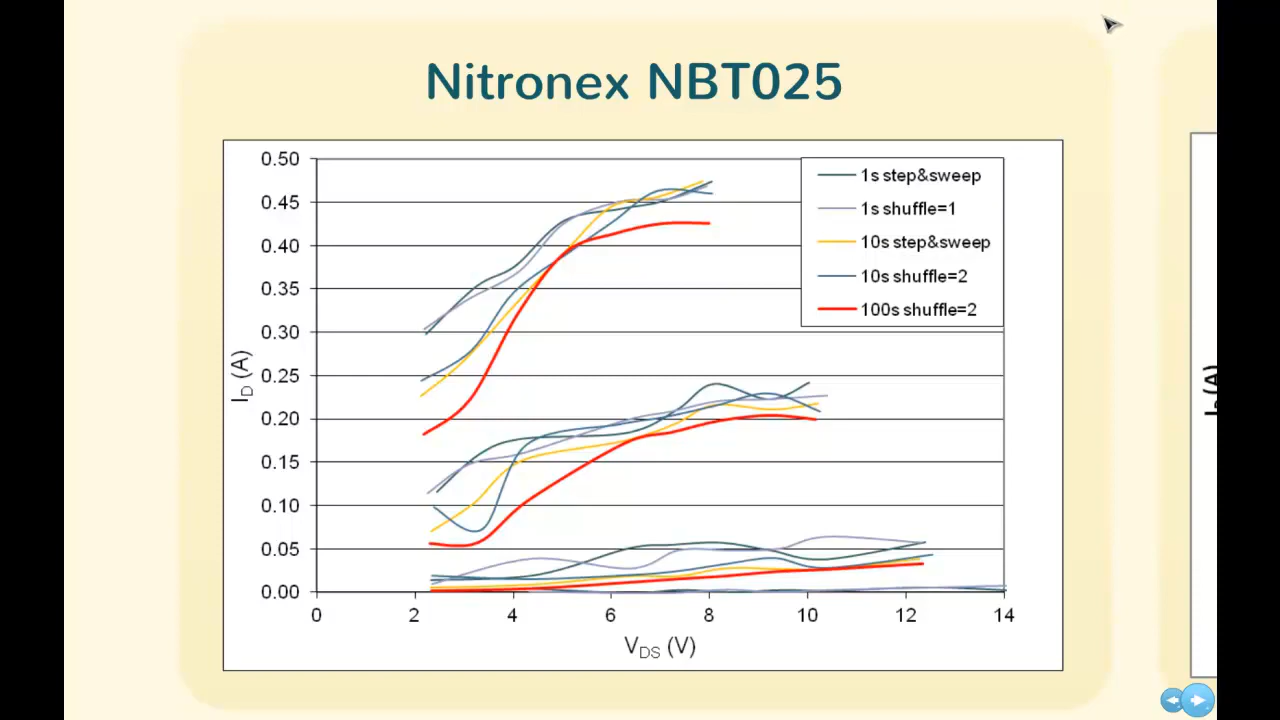 Nitronex NBT025
0.50
0.45
0.40
0.35
0.30
0.25
0.20
0.15
0.10
0.05
0.00
I_D (A)
0 2 4 6 8 10 12 14
V_DS (V)
1s step&sweep
1s shuffle=1
10s step&sweep
10s shuffle=2
100s shuffle=2